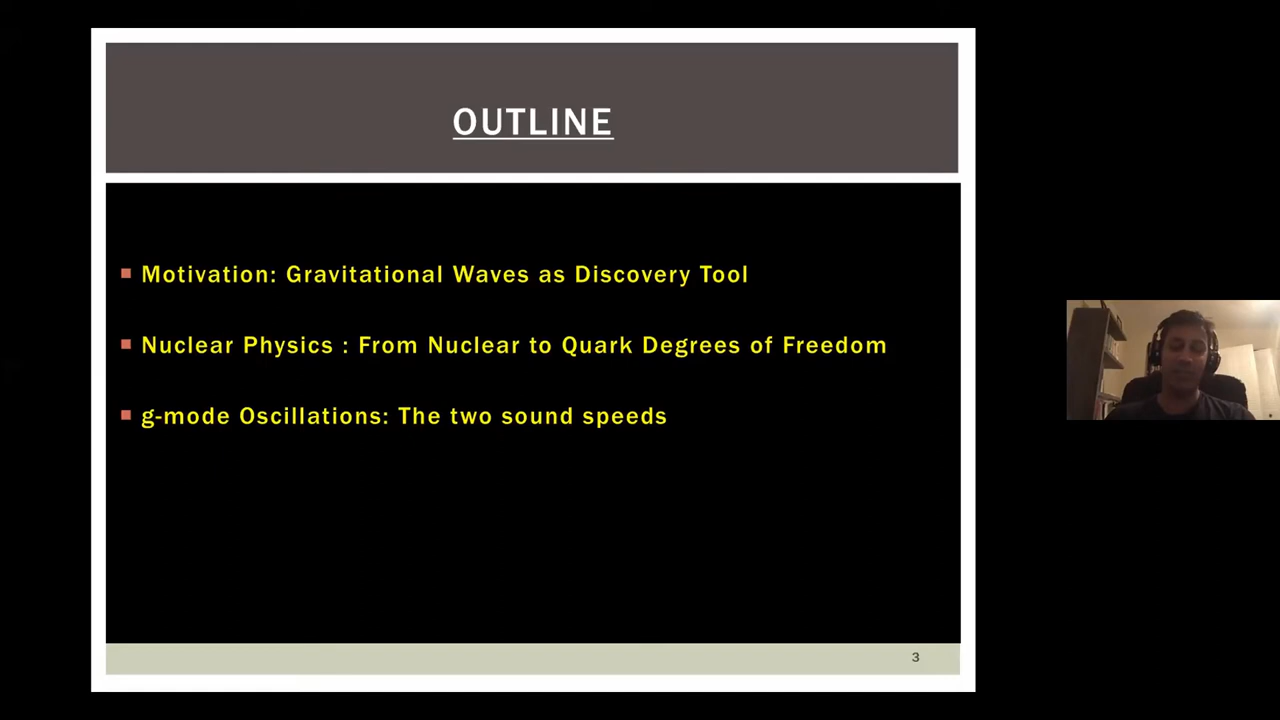 OUTLINE
Motivation: Gravitational Waves as Discovery Tool
Nuclear Physics : From Nuclear to Quark Degrees of Freedom
g-mode Oscillations: The two sound speeds
3